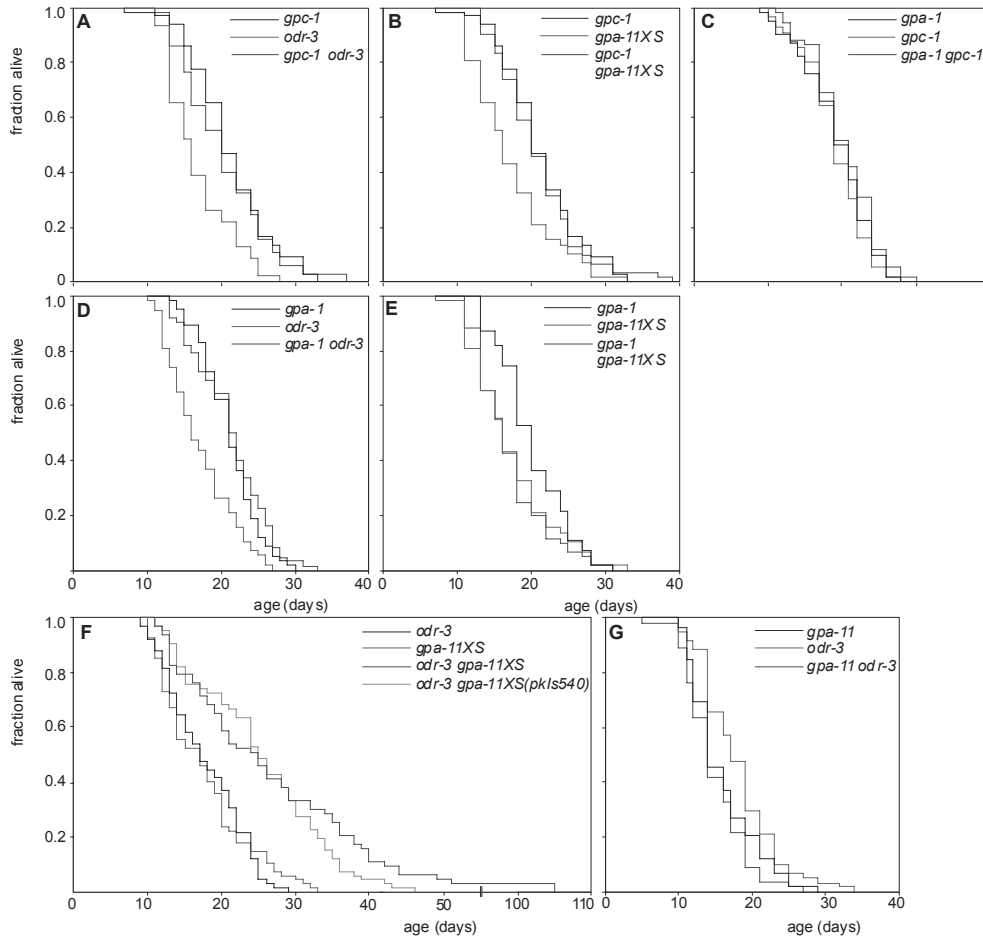 A
gpc-1
odr-3
gpc-1 odr-3
B
gpc-1
gpa-11XS
gpc-1
gpa-11XS
C
gpa-1
gpc-1
gpa-1 gpc-1
fraction alive
1.0
0.8
0.6
0.4
0.2
0
D
gpa-1
odr-3
gpa-1 odr-3
E
gpa-1
gpa-11XS
gpa-1
gpa-11XS
fraction alive
1.0
0.8
0.6
0.4
0.2
0 10 20 30 40
0 10 20 30 40
age (days)
age (days)
F
odr-3
gpa-11XS
odr-3 gpa-11XS
odr-3 gpa-11XS(pkIs540)
G
gpa-11
odr-3
gpa-11 odr-3
fraction alive
1.0
0.8
0.6
0.4
0.2
0 10 20 30 40 50 100 110
0 10 20 30 40
age (days)
age (days)